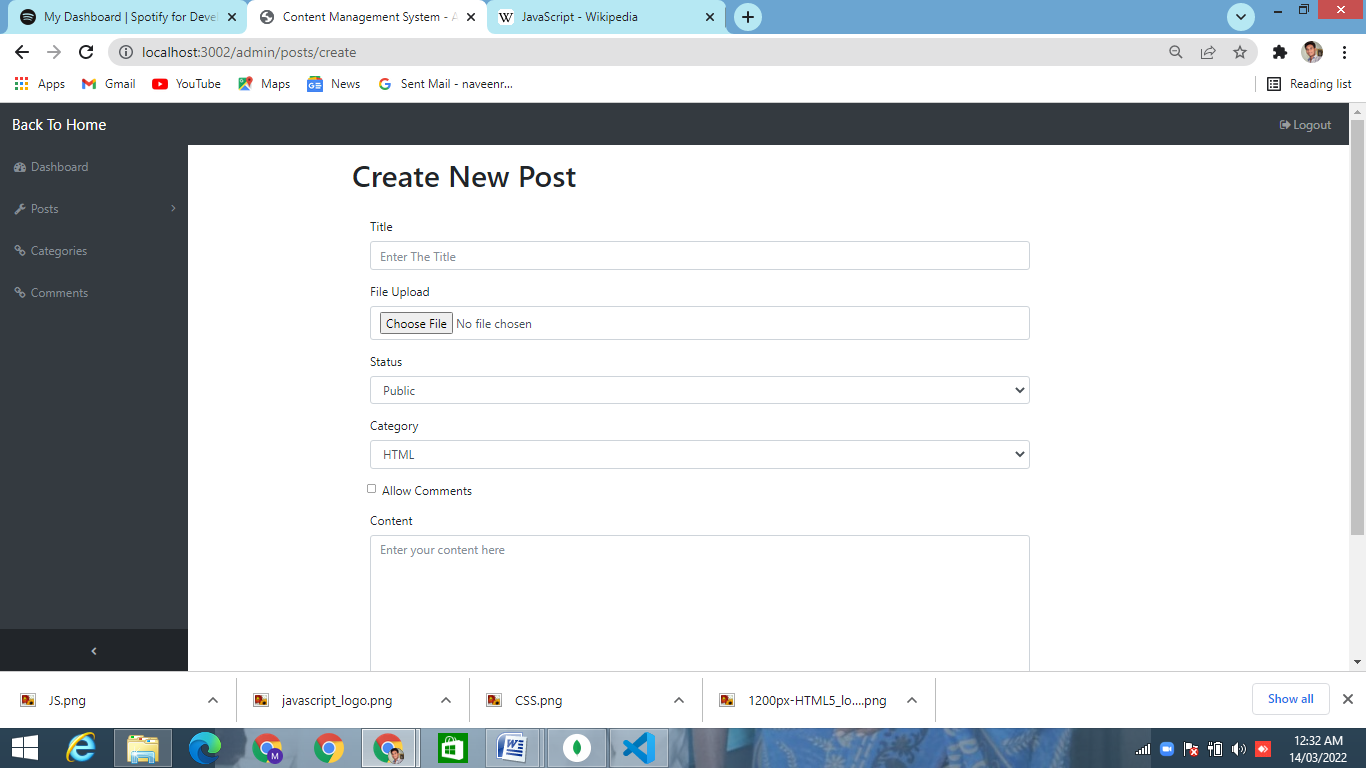 My Dashboard | Spotify for Devel
Content Management System - A
JavaScript - Wikipedia
localhost:3002/admin/posts/create
Apps
Gmail
YouTube
Maps
News
Sent Mail - naveenr...
Reading list
Back To Home
Logout
Dashboard
Posts
Categories
Comments
Create New Post
Title
Enter The Title
File Upload
Choose File No file chosen
Status
Public
Category
HTML
Allow Comments
Content
Enter your content here
JS.png
javascript_logo.png
CSS.png
1200px-HTML5_lo....png
Show all
12:32 AM
14/03/2022